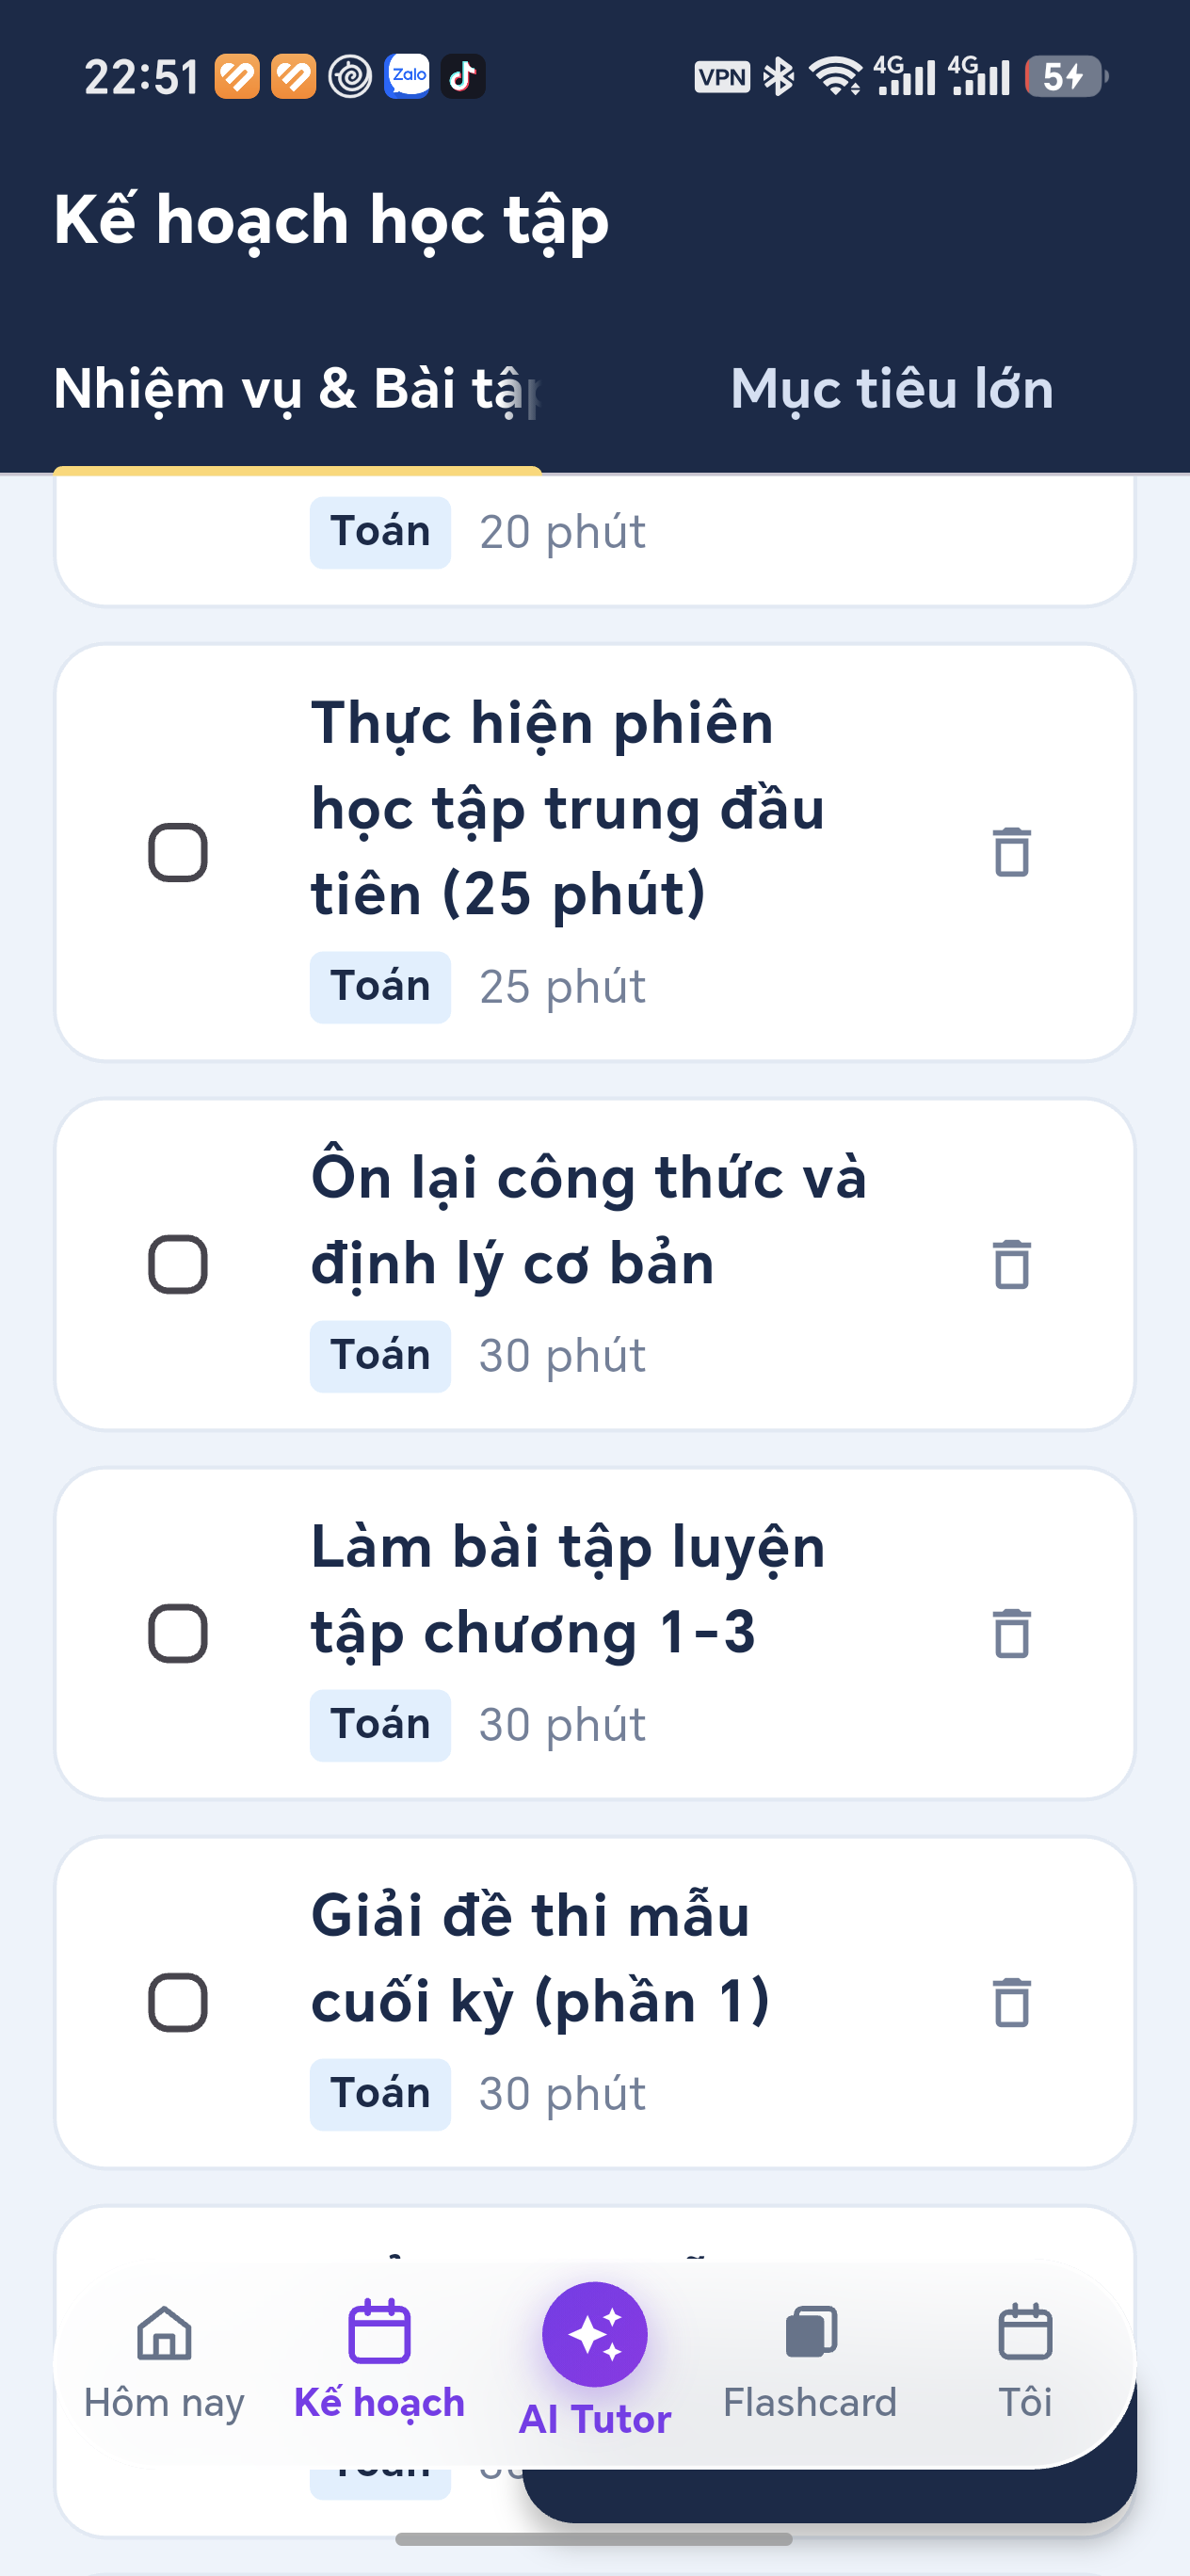 22:51
Zalo
VPN
4G
4G
5
Kế hoạch học tập
Nhiệm vụ & Bài tập
Mục tiêu lớn
Toán 20 phút
Thực hiện phiên
học tập trung đầu
tiên (25 phút)
Toán 25 phút
Ôn lại công thức và
định lý cơ bản
Toán 30 phút
Làm bài tập luyện
tập chương 1-3
Toán 30 phút
Giải đề thi mẫu
cuối kỳ (phần 1)
Toán 30 phút
Hôm nay
Kế hoạch
AI Tutor
Flashcard
Tôi